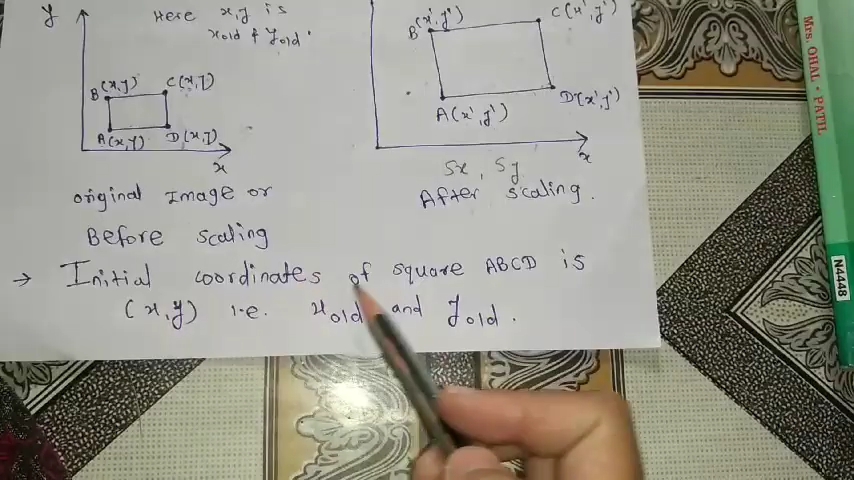 y
Here x,y is
xold & yold.
B(x,y)
C(x,y)
A(x,y)
D(x,y)
x
original Image or
Before scaling
B'(x',y')
C(x',y')
A(x',y')
D'(x',y')
x
Sx, Sy
After scaling.
→ Initial coordinates of square ABCD is
(x,y) i.e. xold and yold.
Mrs. OHAL • PATIL
N4448